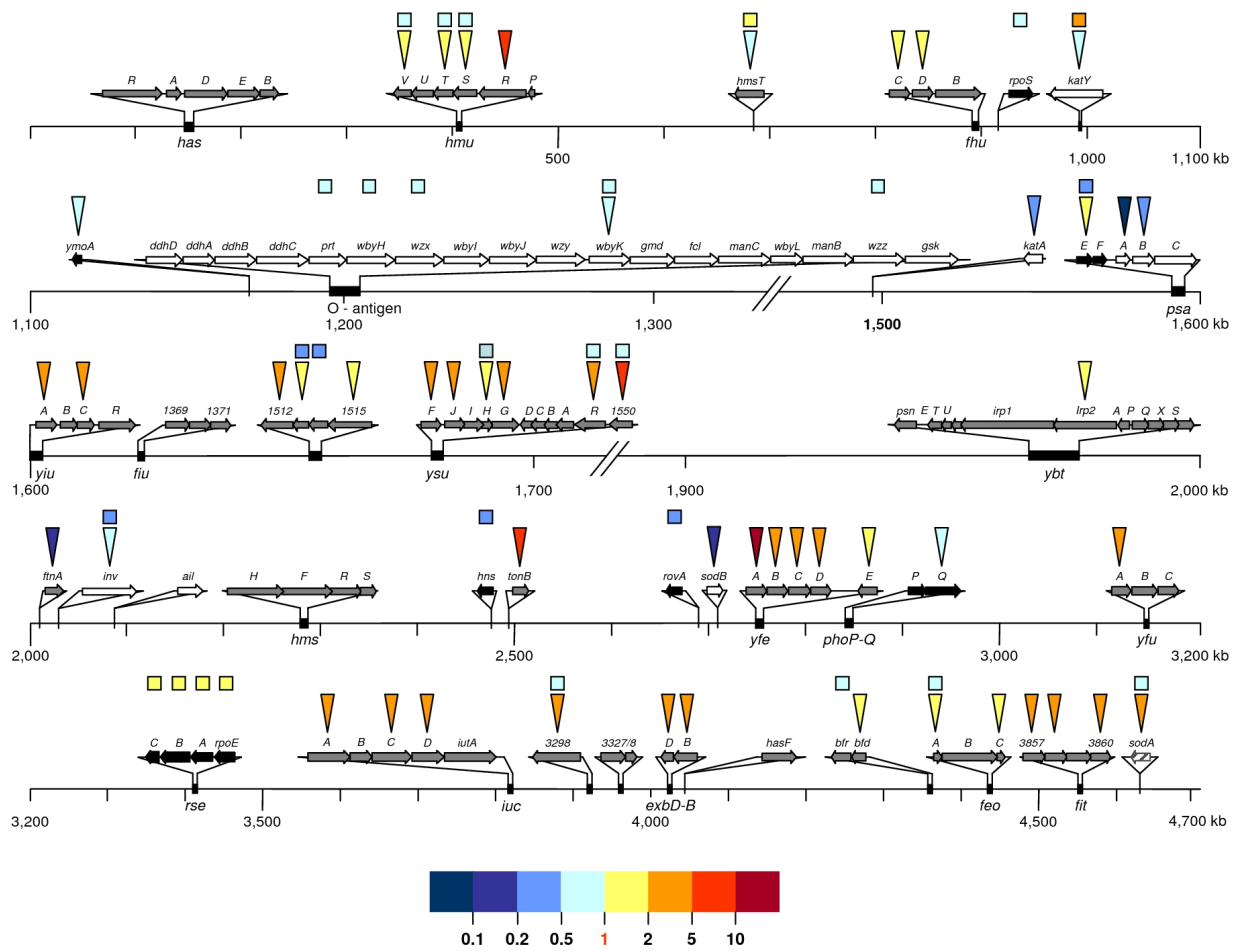 R A D E B V U T S R P hmsT C D B rpoS katY
has hmu fhu
500 1,000 1,100 kb
ymoA ddhD ddhA ddhB ddhC prt wbyH wzx wbyI wbyJ wzy wbyK gmd fcl manC wbyL manB wzz gsk katA E F A B C
O - antigen psa
1,100 1,200 1,300 1,500 1,600 kb
A B C R 1369 1371 1512 1515 F J I H G D C B A R 1550 psn E T U irp1 Irp2 A P Q X S
yiu fiu ysu ybt
1,600 1,700 1,900 2,000 kb
ftnA inv ail H F R S hns tonB rovA sodB A B C D E P Q A B C
hms yfe phoP-Q yfu
2,000 2,500 3,000 3,200 kb
C B A rpoE A B C D iutA 3298 3327/8 D B hasF bfr bfd A B C 3857 3860 sodA
rse iuc exbD-B feo fit
3,200 3,500 4,000 4,500 4,700 kb
0.1 0.2 0.5 1 2 5 10